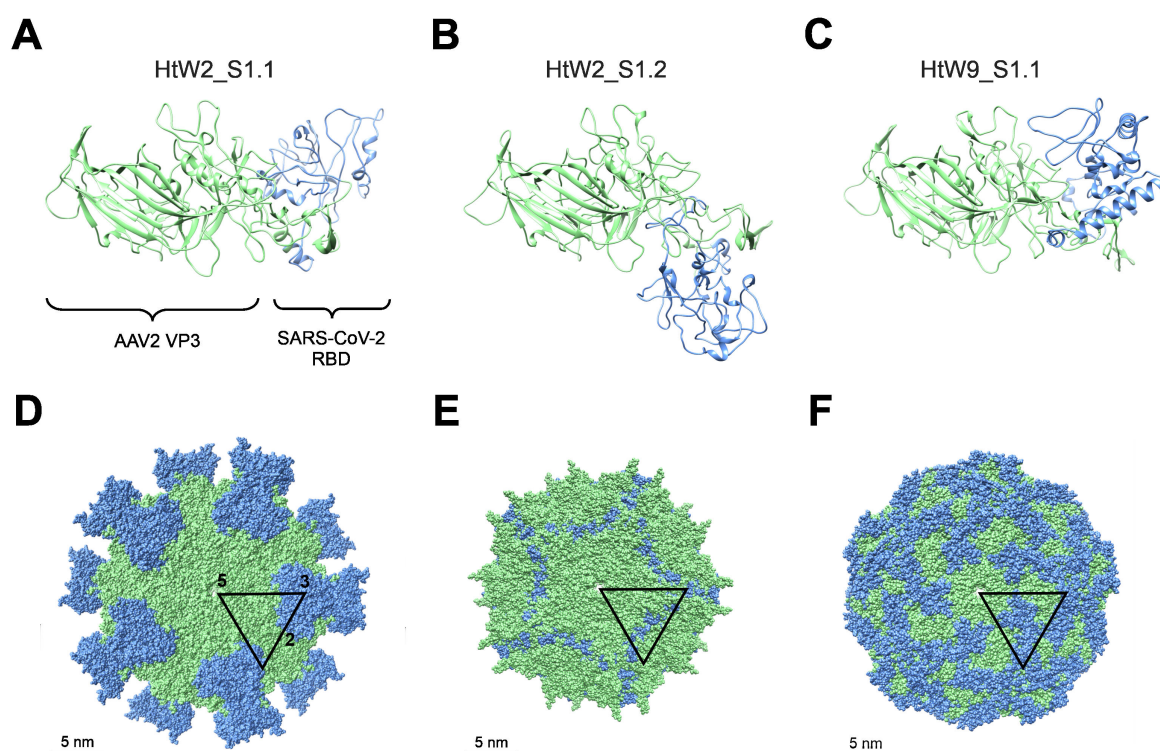 A
B
C
HtW2_S1.1
HtW2_S1.2
HtW9_S1.1
AAV2 VP3
SARS-CoV-2
RBD
D
E
F
5
3
2
5 nm
5 nm
5 nm